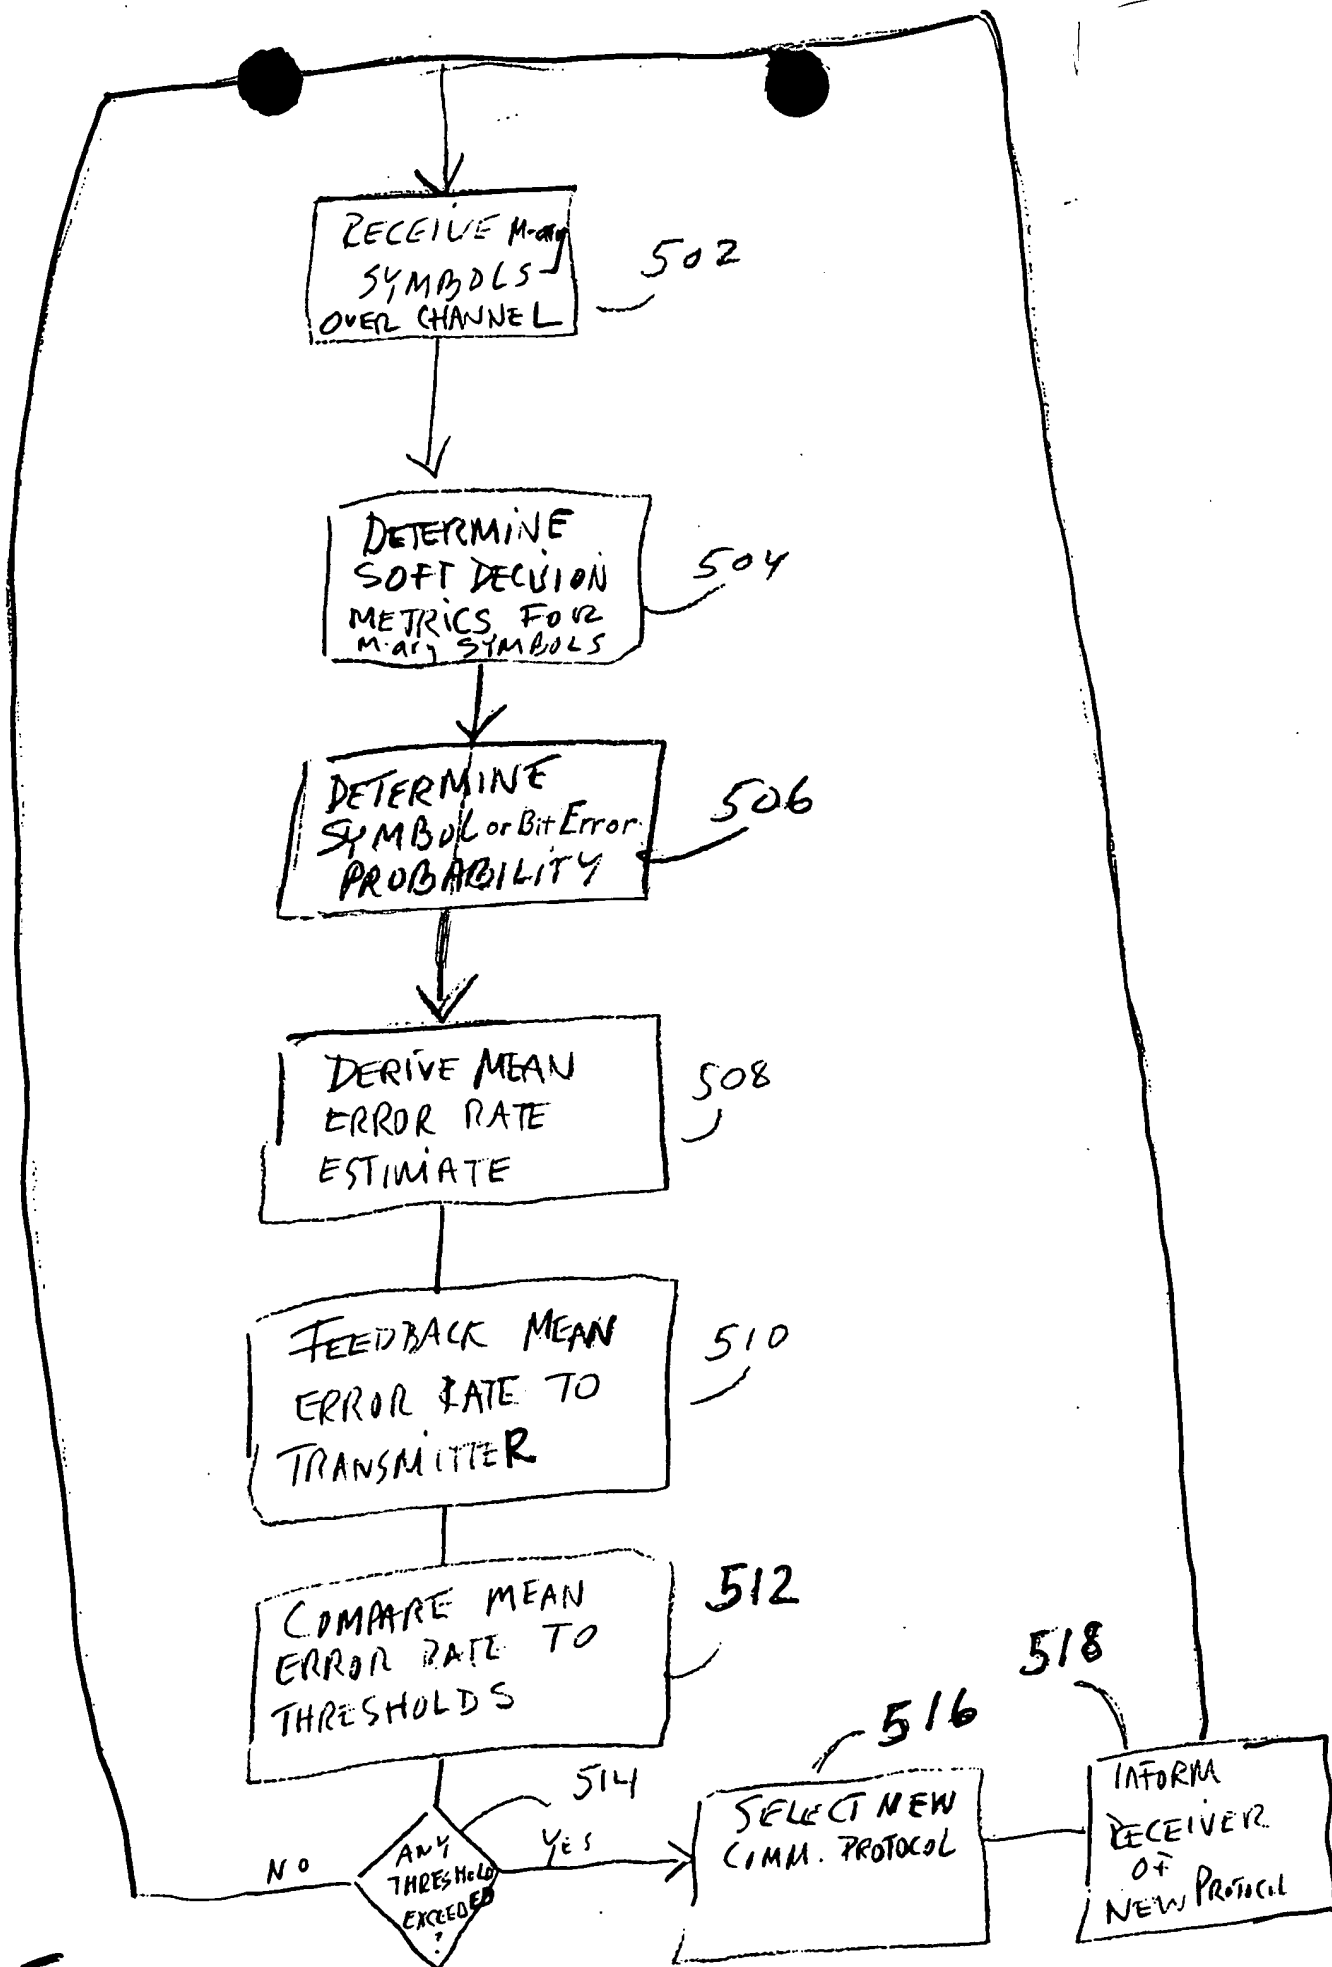 RECEIVE M-ary
SYMBOLS
OVER CHANNEL
502
DETERMINE
SOFT DECISION
METRICS FOR
M-ary SYMBOLS
504
DETERMINE
SYMBOL or Bit Error
PROBABILITY
506
DERIVE MEAN
ERROR RATE
ESTIMATE
508
FEEDBACK MEAN
ERROR RATE TO
TRANSMITTER
510
COMPARE MEAN
ERROR RATE TO
THRESHOLDS
512
ANY
THRESHOLD
EXCEEDED
?
514
NO
YES
SELECT NEW
COMM. PROTOCOL
516
INFORM
RECEIVER
OF
NEW PROTOCOL
518